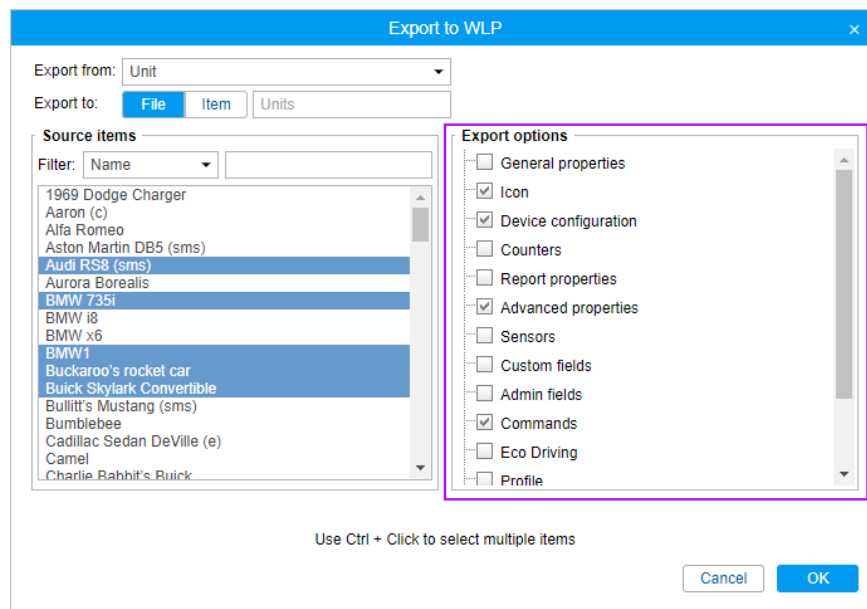 Export to WLP
×
Export from: Unit
Export to: File Item Units
Source items
Filter: Name
1969 Dodge Charger
Aaron (c)
Alfa Romeo
Aston Martin DB5 (sms)
Audi RS8 (sms)
Aurora Borealis
BMW 735i
BMW i8
BMW x6
BMW1
Buckaroo's rocket car
Buick Skylark Convertible
Bullitt's Mustang (sms)
Bumblebee
Cadillac Sedan DeVille (e)
Camel
Charlie Babbit's Buick
Export options
General properties
Icon
Device configuration
Counters
Report properties
Advanced properties
Sensors
Custom fields
Admin fields
Commands
Eco Driving
Profile
Use Ctrl + Click to select multiple items
Cancel OK